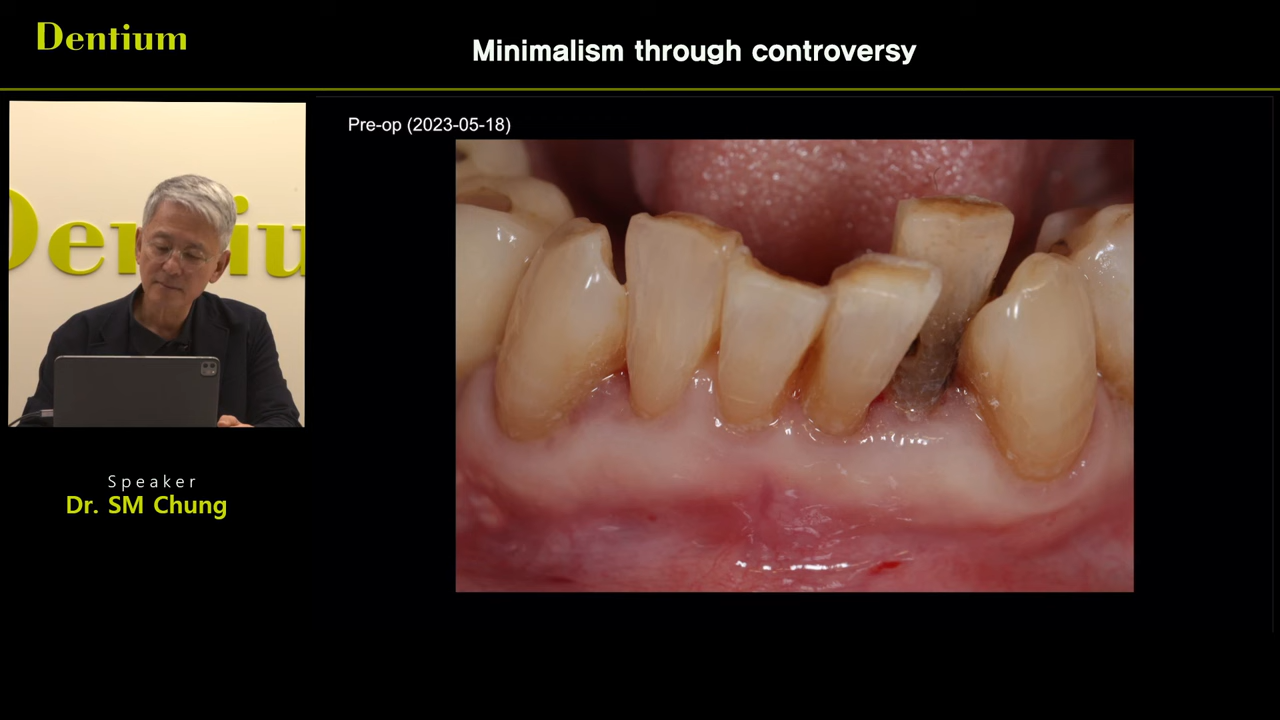 Dentium
Minimalism through controversy
Pre-op (2023-05-18)
Dentiu
Speaker
Dr. SM Chung